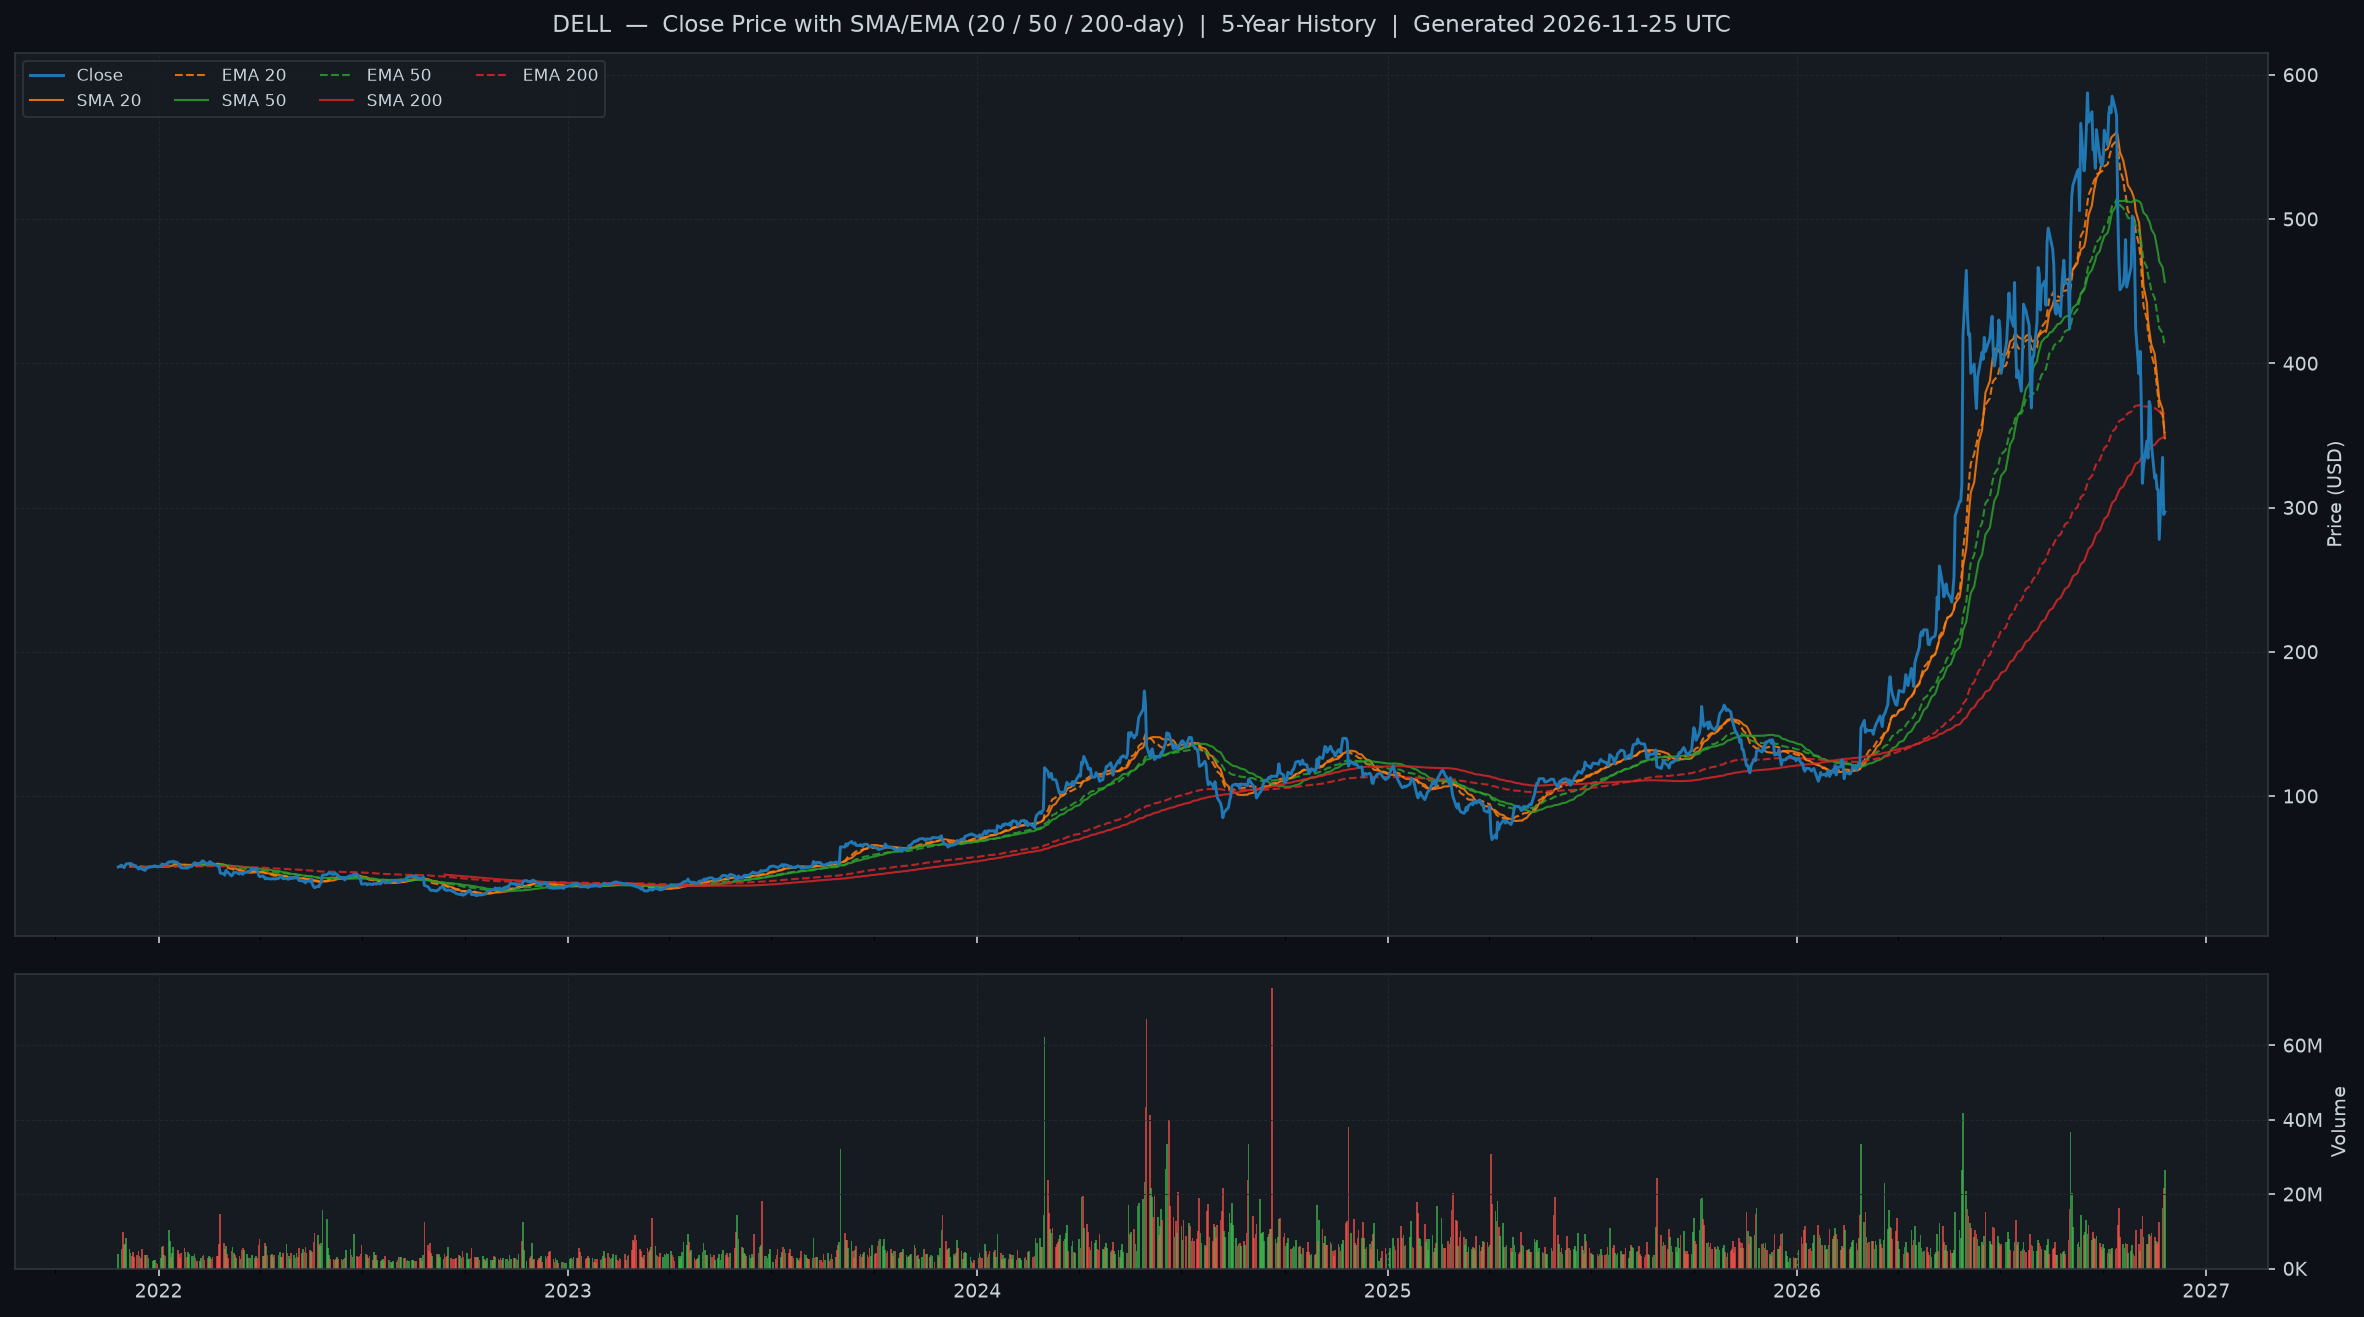 DELL — Close Price with SMA/EMA (20 / 50 / 200-day) | 5-Year History | Generated 2026-11-25 UTC
Close EMA 20 EMA 50 EMA 200
SMA 20 SMA 50 SMA 200
600
500
400
300
200
100
Price (USD)
60M
40M
20M
0K
Volume
2022 2023 2024 2025 2026 2027